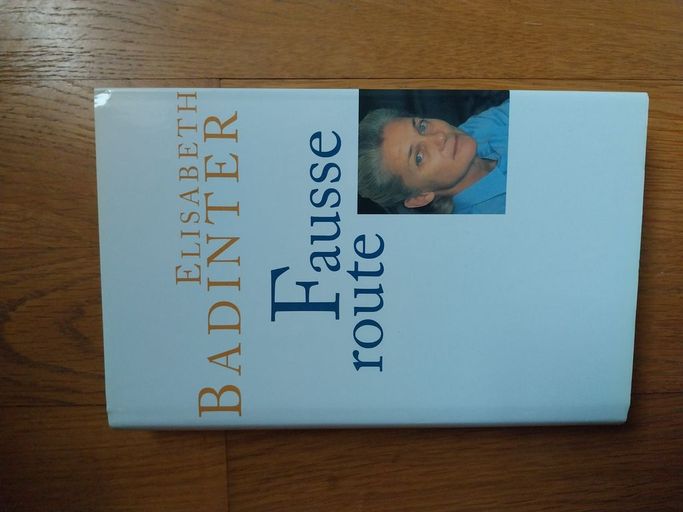 ELISABETH
BADINTER
Fausse
route